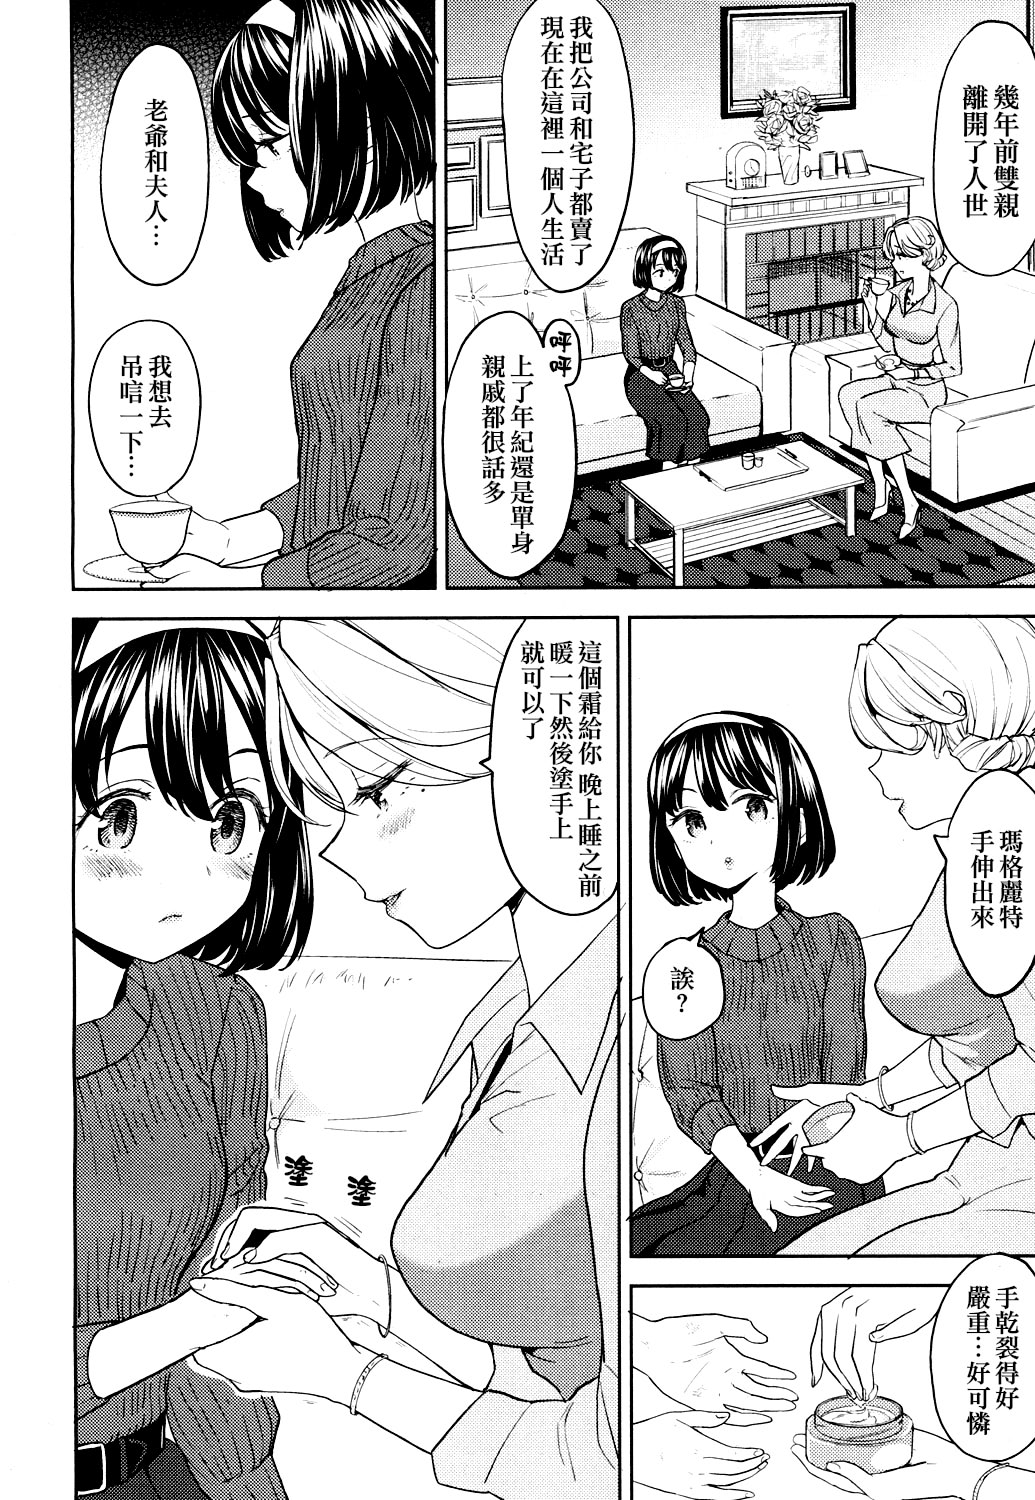 幾年前雙親
離開了人世
我把公司和宅子都賣了
現在在這裡一個人生活
呼呼
上了年紀還是單身
親戚都很話多
老爺和夫人…
我想去
吊唁一下…
瑪格麗特
手伸出來
誒?
手乾裂得好
嚴重…好可憐
這個霜給你 晚上睡之前
暖一下然後塗手上
就可以了
塗
塗